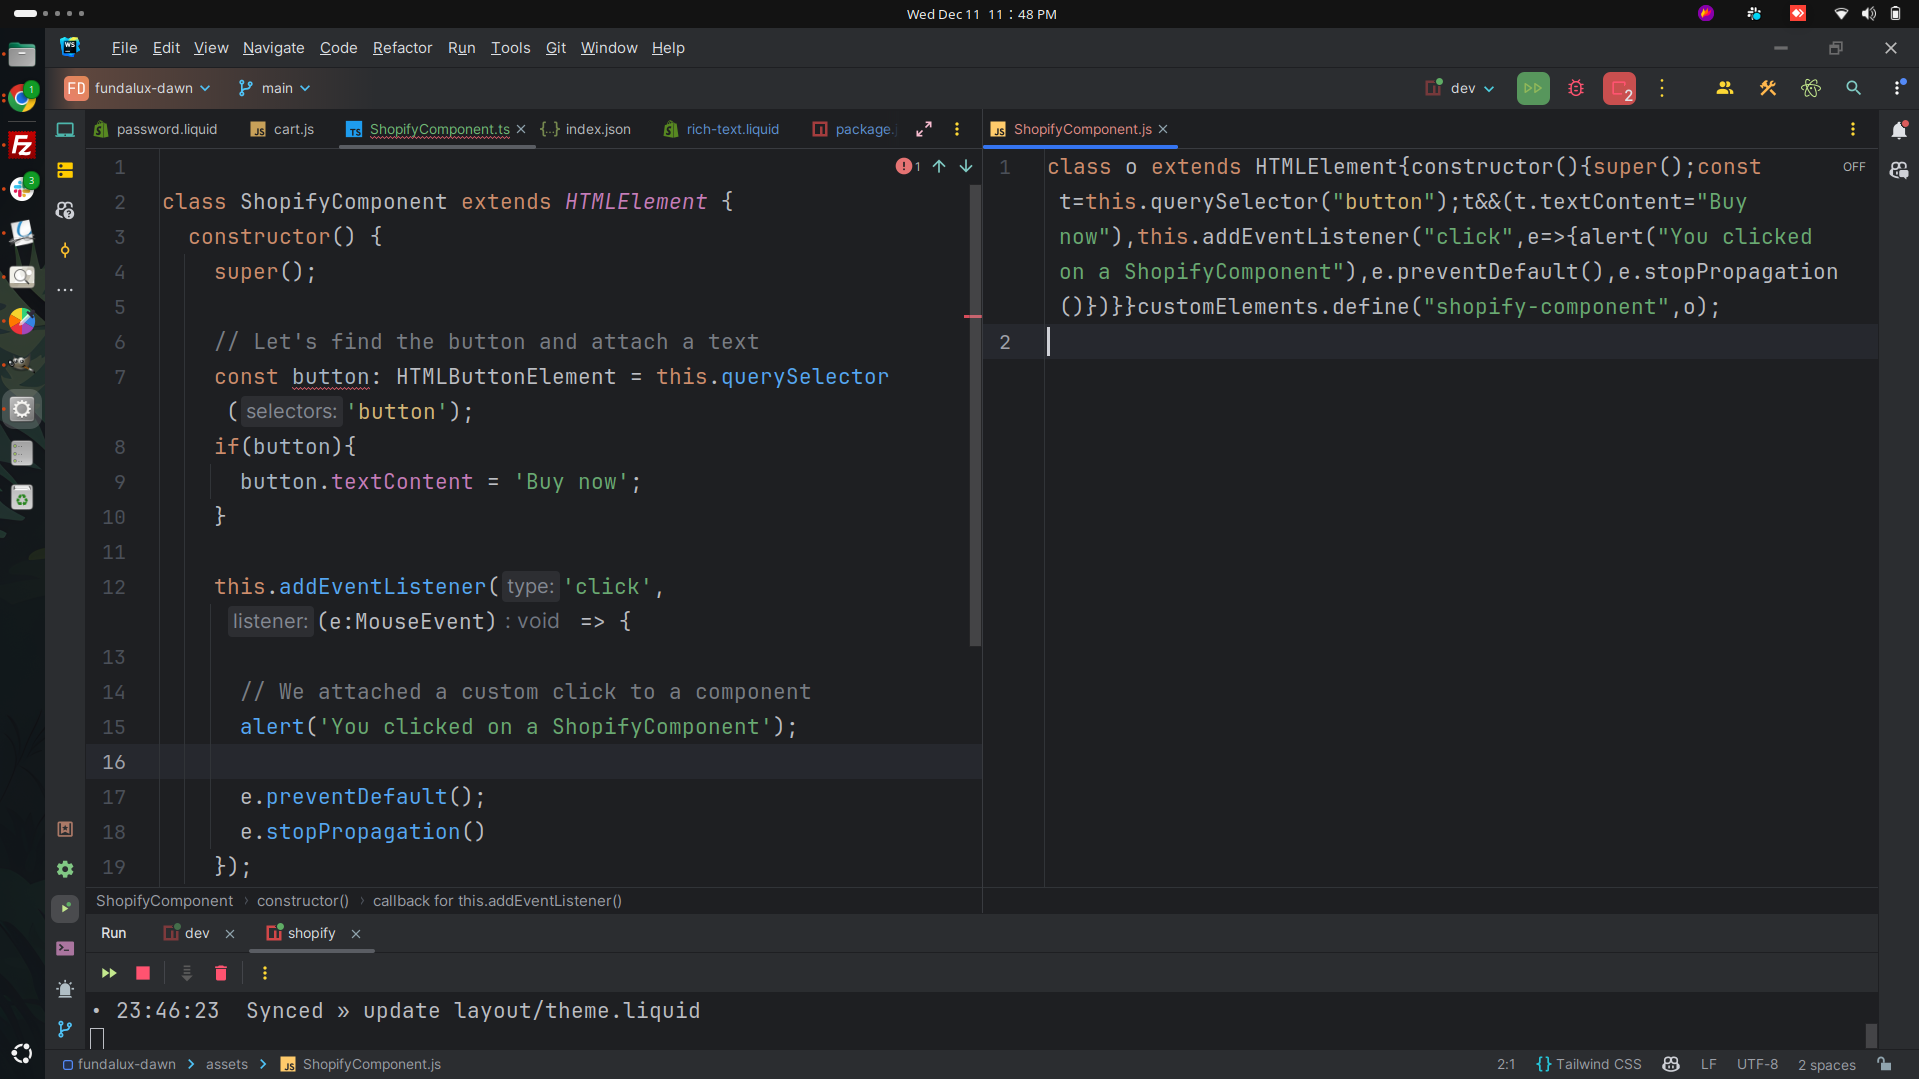 Wed Dec 11 11 : 48 PM
File Edit View Navigate Code Refactor Run Tools Git Window Help
FD fundalux-dawn main dev 2
password.liquid cart.js ShopifyComponent.ts index.json rich-text.liquid package.
1
2 class ShopifyComponent extends HTMLElement {
3 constructor() {
4 super();
5
6 // Let's find the button and attach a text
7 const button: HTMLButtonElement = this.querySelector
( selectors: 'button');
8 if(button){
9 button.textContent = 'Buy now';
10 }
11
12 this.addEventListener( type: 'click',
listener: (e:MouseEvent) : void => {
13
14 // We attached a custom click to a component
15 alert('You clicked on a ShopifyComponent');
16
17 e.preventDefault();
18 e.stopPropagation()
19 });
1
ShopifyComponent › constructor() › callback for this.addEventListener()
ShopifyComponent.js
OFF
1 class o extends HTMLElement{constructor(){super();const
t=this.querySelector("button");t&&(t.textContent="Buy
now"),this.addEventListener("click",e=>{alert("You clicked
on a ShopifyComponent"),e.preventDefault(),e.stopPropagation
()})}}customElements.define("shopify-component",o);
2
Run dev shopify
• 23:46:23 Synced » update layout/theme.liquid
fundalux-dawn > assets > ShopifyComponent.js
2:1 Tailwind CSS LF UTF-8 2 spaces